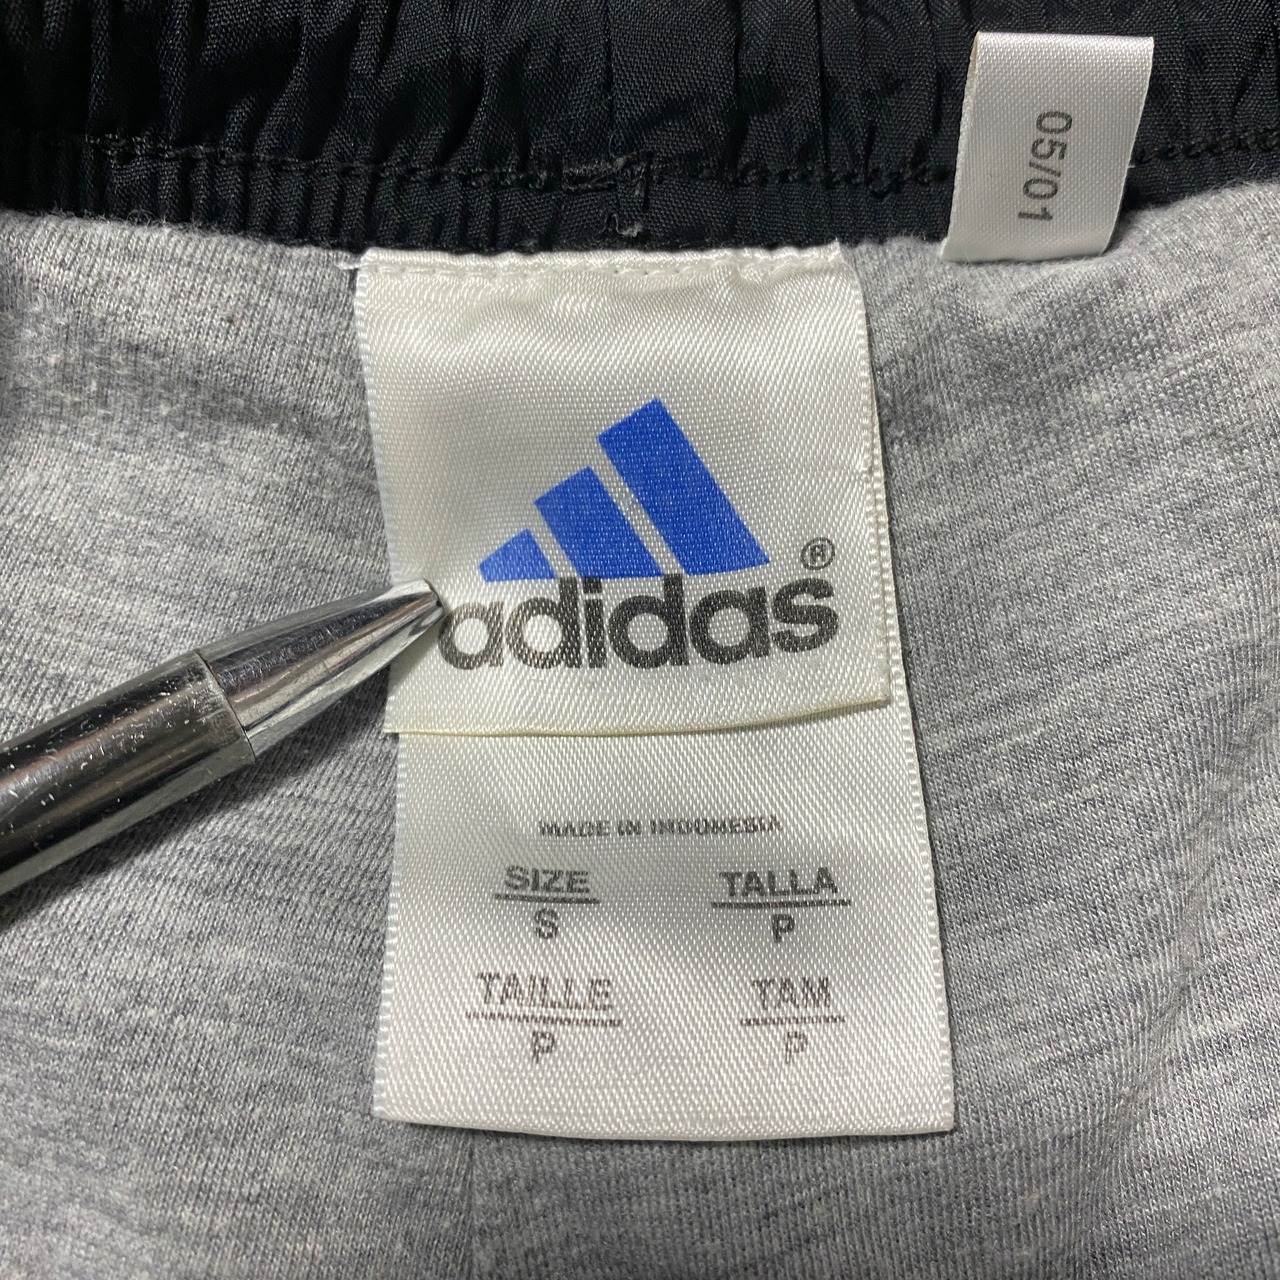 05/01
adidas®
MADE IN INDONESIA
SIZE
S
TALLA
P
TAILLE
P
TAM
P